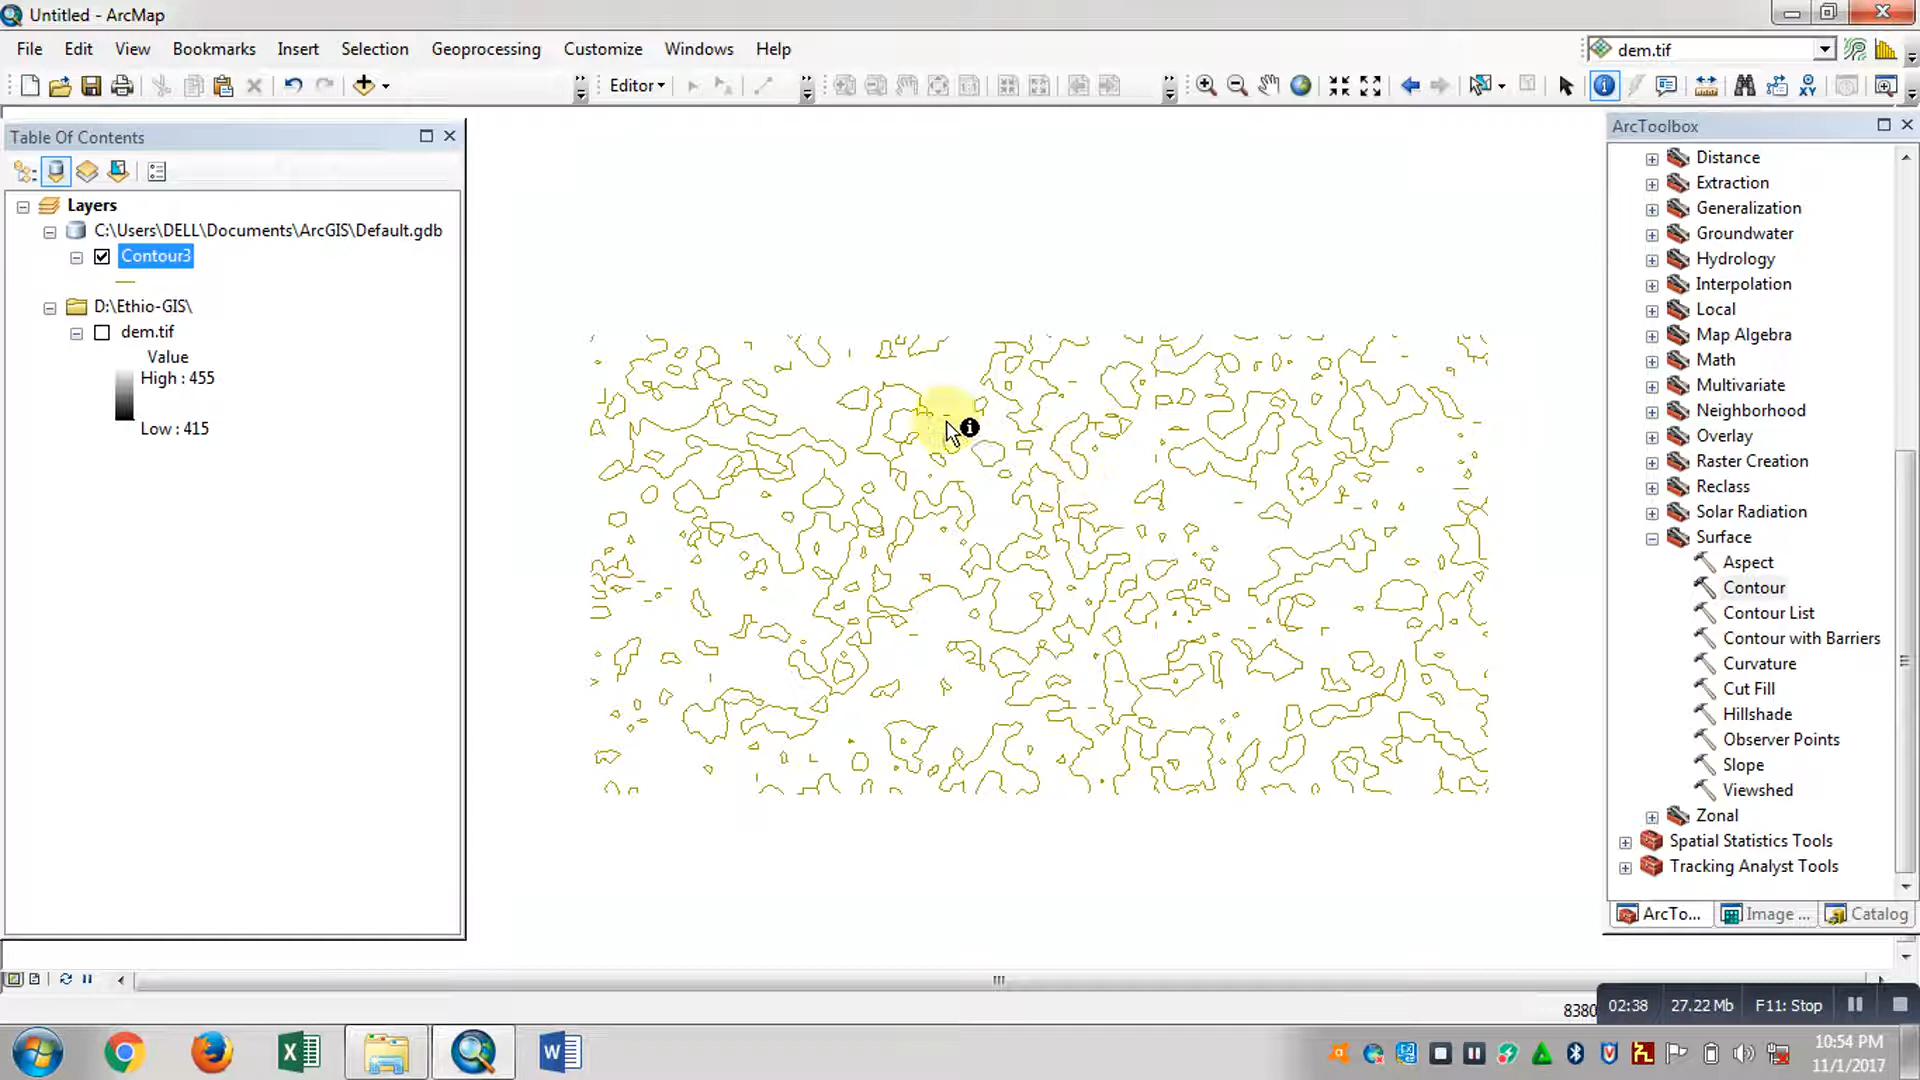 Untitled - ArcMap
File Edit View Bookmarks Insert Selection Geoprocessing Customize Windows Help
dem.tif
Editor
Table Of Contents
Layers
C:\Users\DELL\Documents\ArcGIS\Default.gdb
Contour3
D:\Ethio-GIS\
dem.tif
Value
High : 455
Low : 415
ArcToolbox
Distance
Extraction
Generalization
Groundwater
Hydrology
Interpolation
Local
Map Algebra
Math
Multivariate
Neighborhood
Overlay
Raster Creation
Reclass
Solar Radiation
Surface
Aspect
Contour
Contour List
Contour with Barriers
Curvature
Cut Fill
Hillshade
Observer Points
Slope
Viewshed
Zonal
Spatial Statistics Tools
Tracking Analyst Tools
ArcTo... Image ... Catalog
8380
02:38 27.22 Mb F11: Stop
10:54 PM
11/1/2017